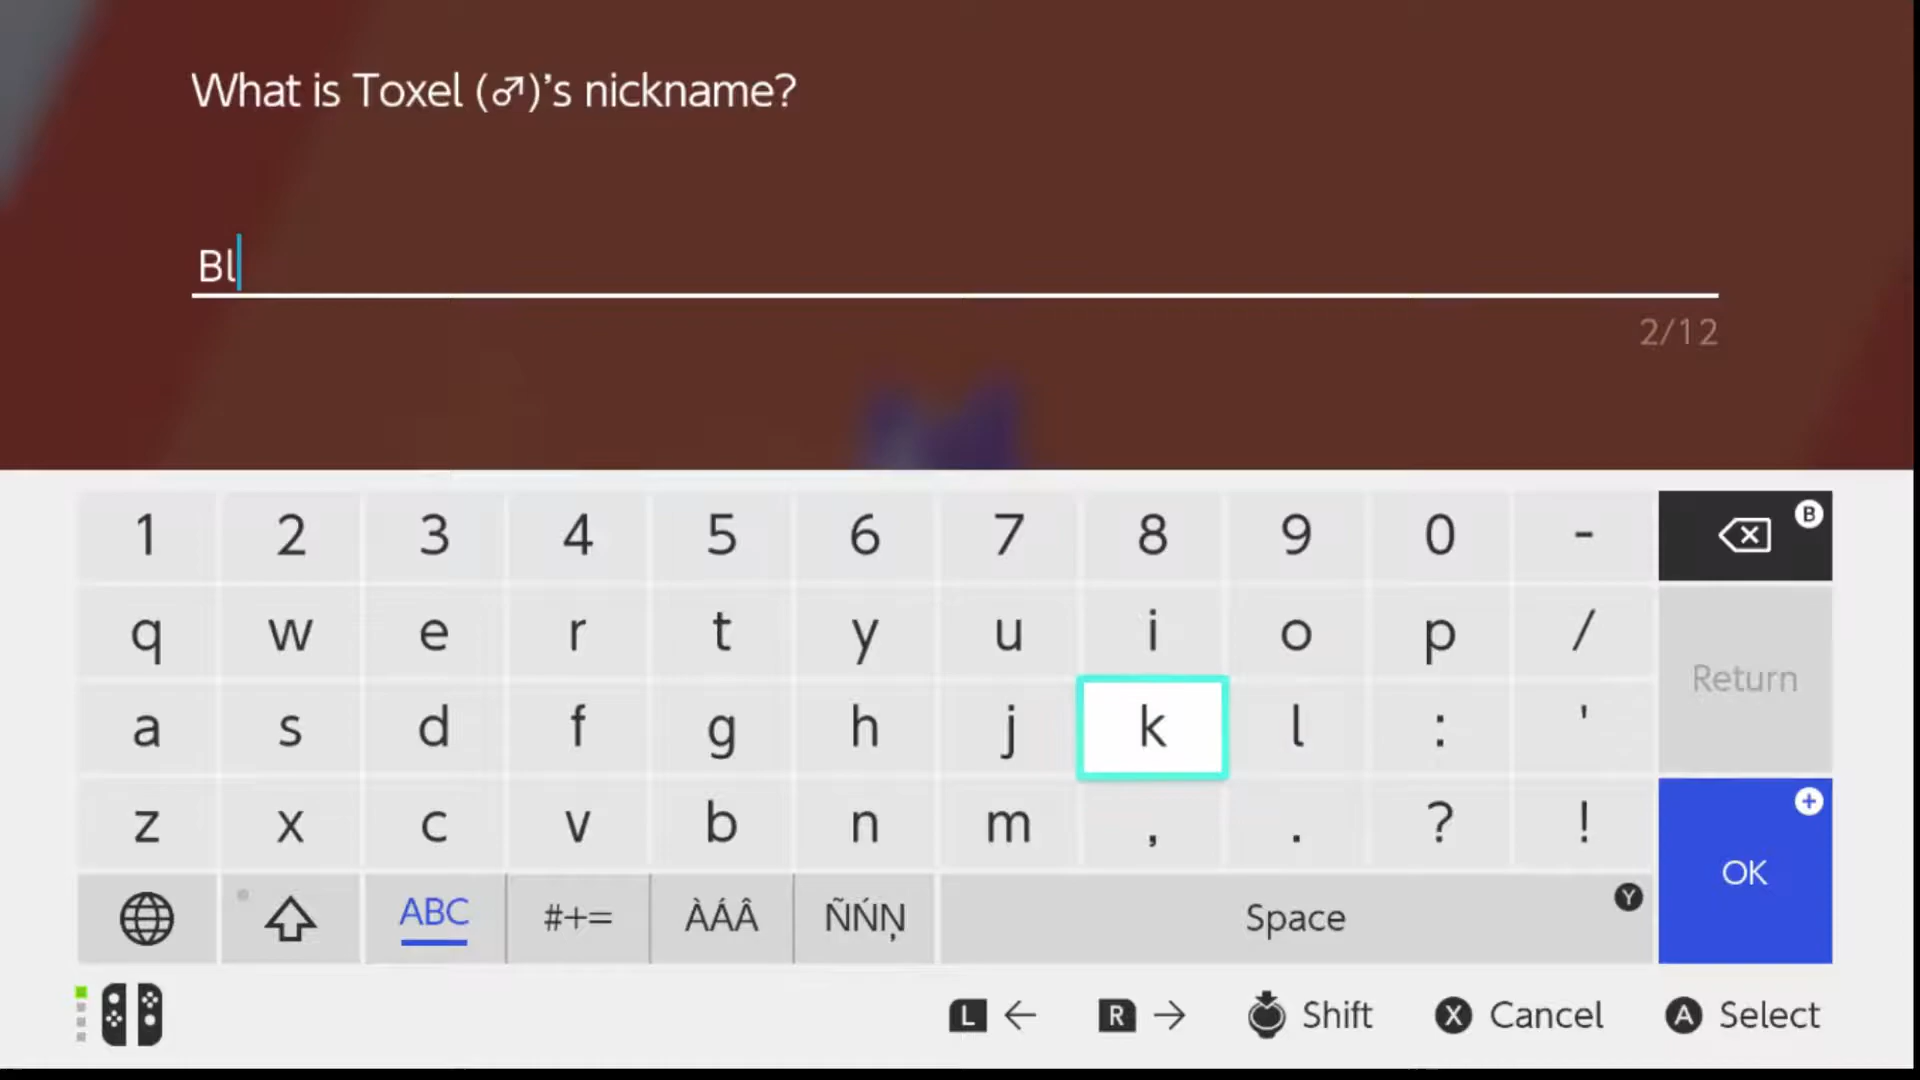 What is Toxel (♂)'s nickname?
Bl
2/12
1 2 3 4 5 6 7 8 9 0 - B
q w e r t y u i o p /
Return
a s d f g h j k l : '
z x c v b n m , . ? ! +
OK
ABC #+= ÀÁÂ ÑŃŅ Space Y
L ← R → Shift X Cancel A Select